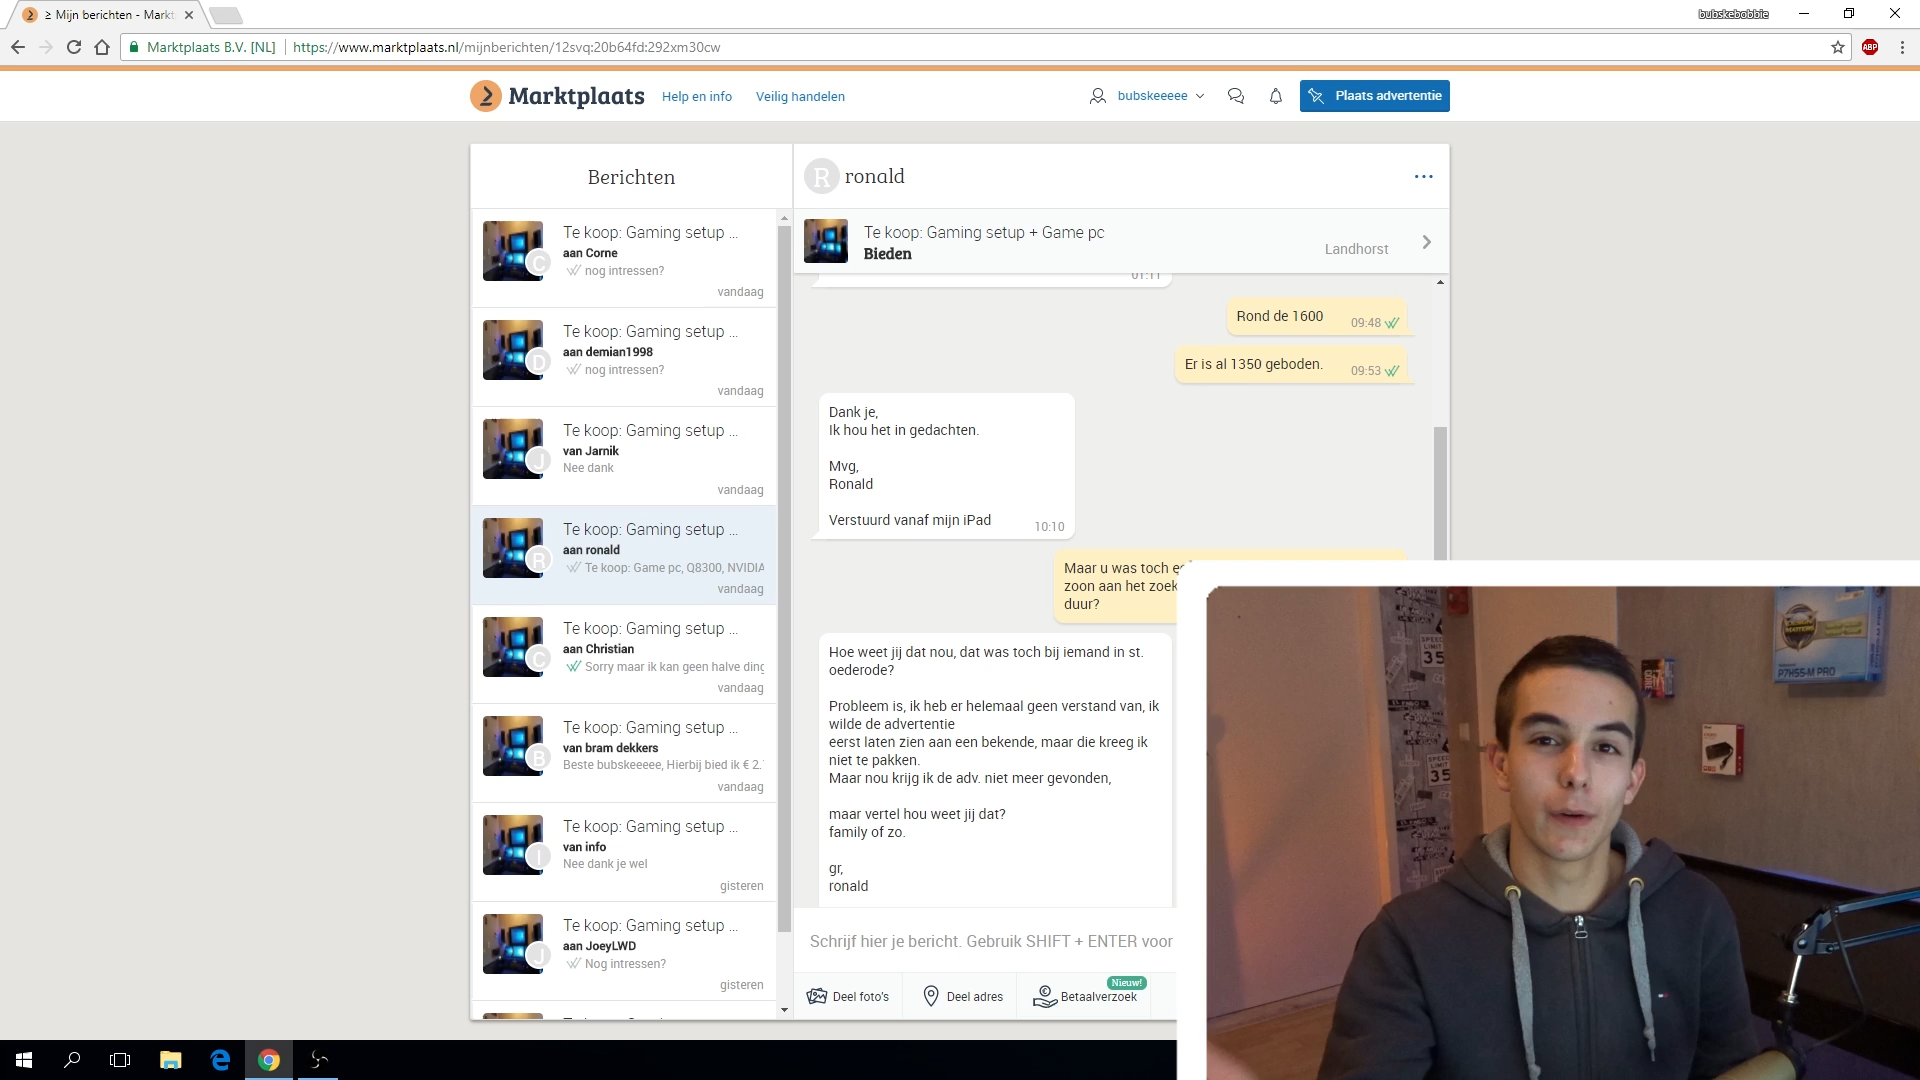 ≥ Mijn berichten - Markt
bubskebobbie
Marktplaats B.V. [NL]
https://www.marktplaats.nl/mijnberichten/12svq:20b64fd:292xm30cw
ABP
Marktplaats
Help en info
Veilig handelen
bubskeeeee
Plaats advertentie
Berichten
Te koop: Gaming setup ...
aan Corne
C
nog intressen?
vandaag
Te koop: Gaming setup ...
aan demian1998
D
nog intressen?
vandaag
Te koop: Gaming setup ...
van Jarnik
J
Nee dank
vandaag
Te koop: Gaming setup ...
aan ronald
R
Te koop: Game pc, Q8300, NVIDIA
vandaag
Te koop: Gaming setup ...
aan Christian
C
Sorry maar ik kan geen halve ding
vandaag
Te koop: Gaming setup ...
van bram dekkers
B
Beste bubskeeeee, Hierbij bied ik € 2.
vandaag
Te koop: Gaming setup ...
van info
I
Nee dank je wel
gisteren
Te koop: Gaming setup ...
aan JoeyLWD
J
Nog intressen?
gisteren
R
ronald
Te koop: Gaming setup + Game pc
Bieden
Landhorst
01:11
Rond de 1600
09:48
Er is al 1350 geboden.
09:53
Dank je,
Ik hou het in gedachten.
Mvg,
Ronald
Verstuurd vanaf mijn iPad
10:10
Maar u was toch
zoon aan het zoek
duur?
Hoe weet jij dat nou, dat was toch bij iemand in st.
oederode?
Probleem is, ik heb er helemaal geen verstand van, ik
wilde de advertentie
eerst laten zien aan een bekende, maar die kreeg ik
niet te pakken.
Maar nou krijg ik de adv. niet meer gevonden,
maar vertel hou weet jij dat?
family of zo.
gr,
ronald
Schrijf hier je bericht. Gebruik SHIFT + ENTER voor
Deel foto's
Deel adres
Nieuw!
Betaalverzoek
SPEED
LIMIT
35
35
P7H55-M PRO